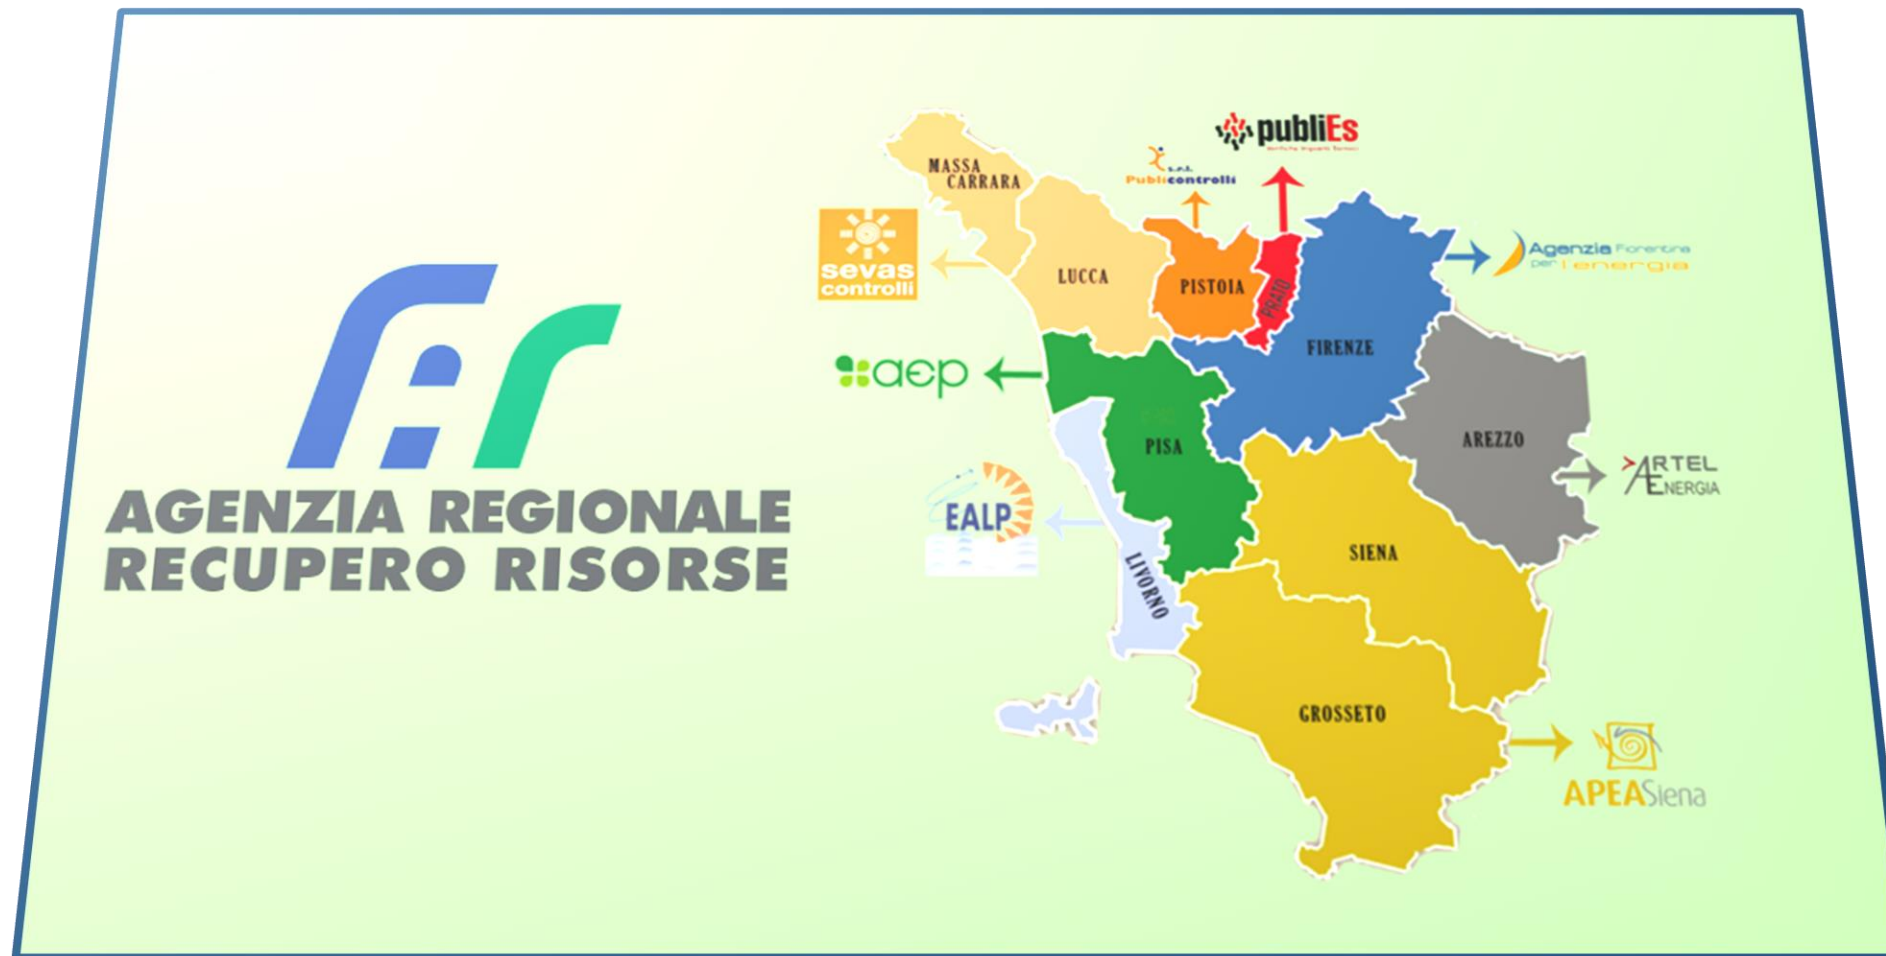 AGENZIA REGIONALE
RECUPERO RISORSE
MASSA
CARRARA
LUCCA
PISTOIA
PRATO
FIRENZE
AREZZO
PISA
LIVORNO
SIENA
GROSSETO
sevas
controlli
s.r.l.
Publicontrolli
publiEs
Agenzia Fiorentina
per l'energia
aep
EALP
ARTEL
ENERGIA
APEASiena